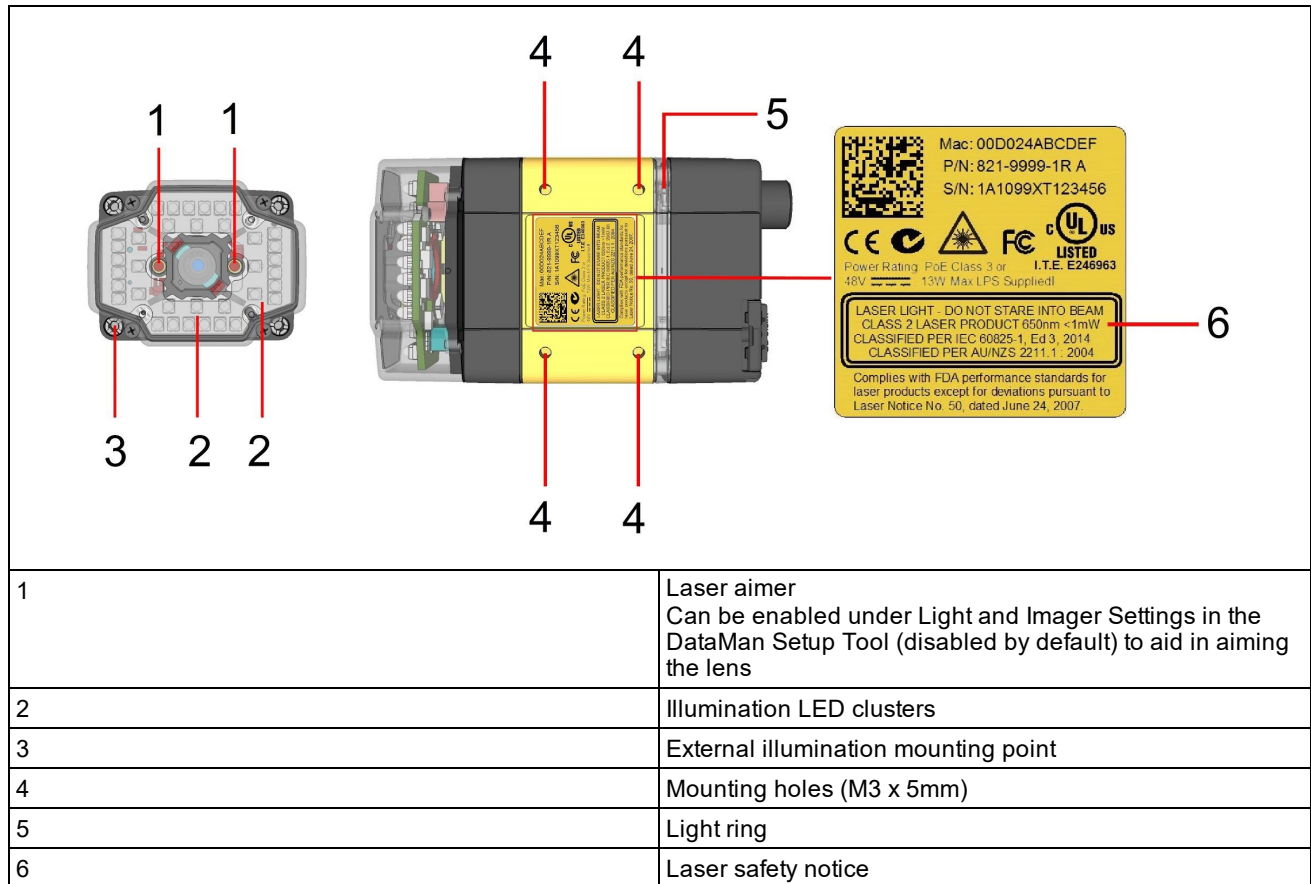 4 4
5
1 1
Mac: 00D024ABCDEF
P/N: 821-9999-1R A
S/N: 1A1099XT123456
CE FC
C UL US
LISTED
I.T.E. E246963
Power Rating PoE Class 3 or
48V 13W Max LPS Supplied!
LASER LIGHT - DO NOT STARE INTO BEAM
CLASS 2 LASER PRODUCT 650nm <1mW
CLASSIFIED PER IEC 60825-1, Ed 3, 2014
CLASSIFIED PER AU/NZS 2211.1 : 2004
6
Complies with FDA performance standards for
laser products except for deviations pursuant to
Laser Notice No. 50, dated June 24, 2007.
3 2 2
4 4
1
Laser aimer
Can be enabled under Light and Imager Settings in the
DataMan Setup Tool (disabled by default) to aid in aiming
the lens
2
Illumination LED clusters
3
External illumination mounting point
4
Mounting holes (M3 x 5mm)
5
Light ring
6
Laser safety notice